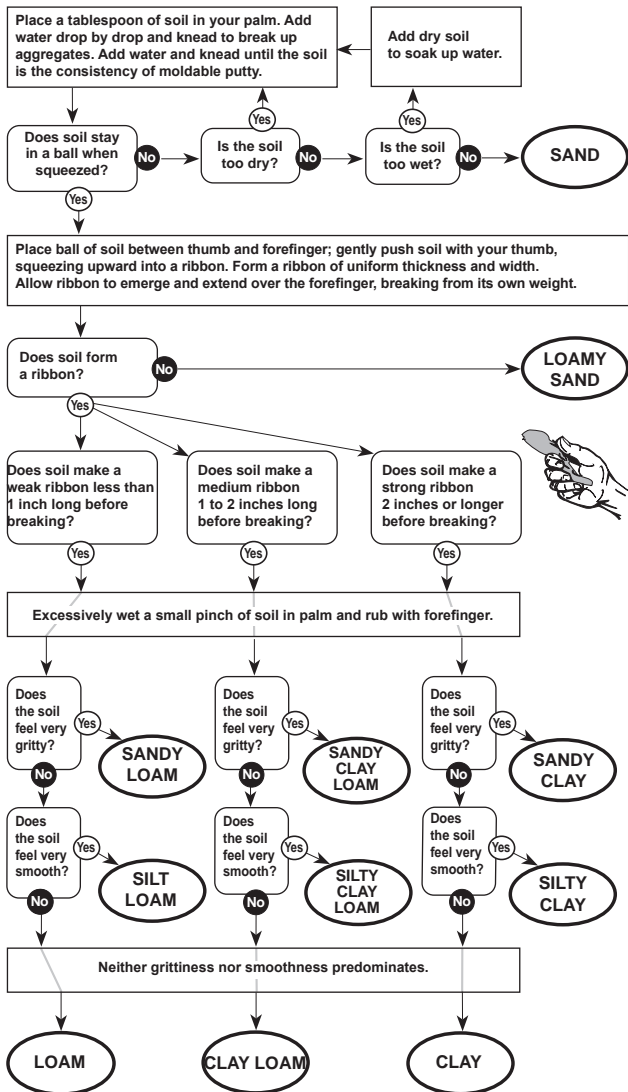 Place a tablespoon of soil in your palm. Add
water drop by drop and knead to break up
aggregates. Add water and knead until the soil
is the consistency of moldable putty.
Add dry soil
to soak up water.
Yes
Yes
Does soil stay
in a ball when
squeezed?
No
Is the soil
too dry?
No
Is the soil
too wet?
No
SAND
Yes
Place ball of soil between thumb and forefinger; gently push soil with your thumb,
squeezing upward into a ribbon. Form a ribbon of uniform thickness and width.
Allow ribbon to emerge and extend over the forefinger, breaking from its own weight.
Does soil form
a ribbon?
No
LOAMY
SAND
Yes
Does soil make a
weak ribbon less than
1 inch long before
breaking?
Does soil make a
medium ribbon
1 to 2 inches long
before breaking?
Does soil make a
strong ribbon
2 inches or longer
before breaking?
Yes
Yes
Yes
Excessively wet a small pinch of soil in palm and rub with forefinger.
Does
the soil
feel very
gritty?
Yes
SANDY
LOAM
Does
the soil
feel very
gritty?
Yes
SANDY
CLAY
LOAM
Does
the soil
feel very
gritty?
Yes
SANDY
CLAY
No
No
No
Does
the soil
feel very
smooth?
Yes
SILT
LOAM
Does
the soil
feel very
smooth?
Yes
SILTY
CLAY
LOAM
Does
the soil
feel very
smooth?
Yes
SILTY
CLAY
No
No
No
Neither grittiness nor smoothness predominates.
LOAM
CLAY LOAM
CLAY